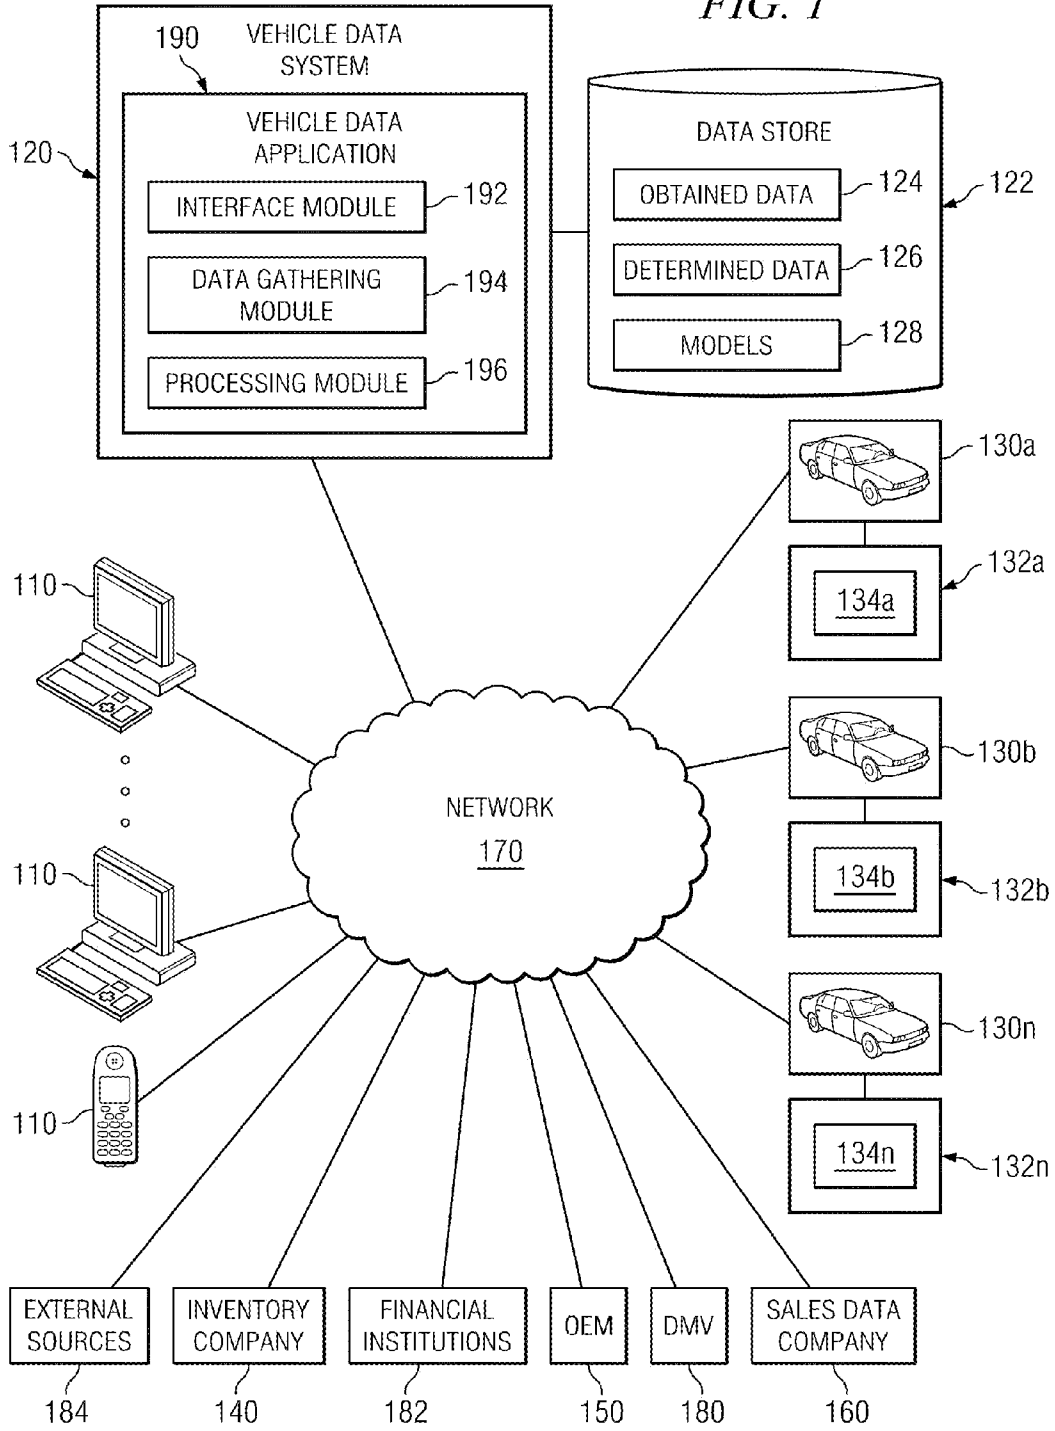 FIG. 1
VEHICLE DATA
SYSTEM
190
VEHICLE DATA
APPLICATION
120
INTERFACE MODULE
192
DATA GATHERING
MODULE
194
PROCESSING MODULE
196
DATA STORE
OBTAINED DATA
124
122
DETERMINED DATA
126
MODELS
128
130a
132a
134a
110
130b
134b
132b
NETWORK
170
110
130n
134n
132n
110
EXTERNAL
SOURCES
184
INVENTORY
COMPANY
140
FINANCIAL
INSTITUTIONS
182
OEM
150
DMV
180
SALES DATA
COMPANY
160